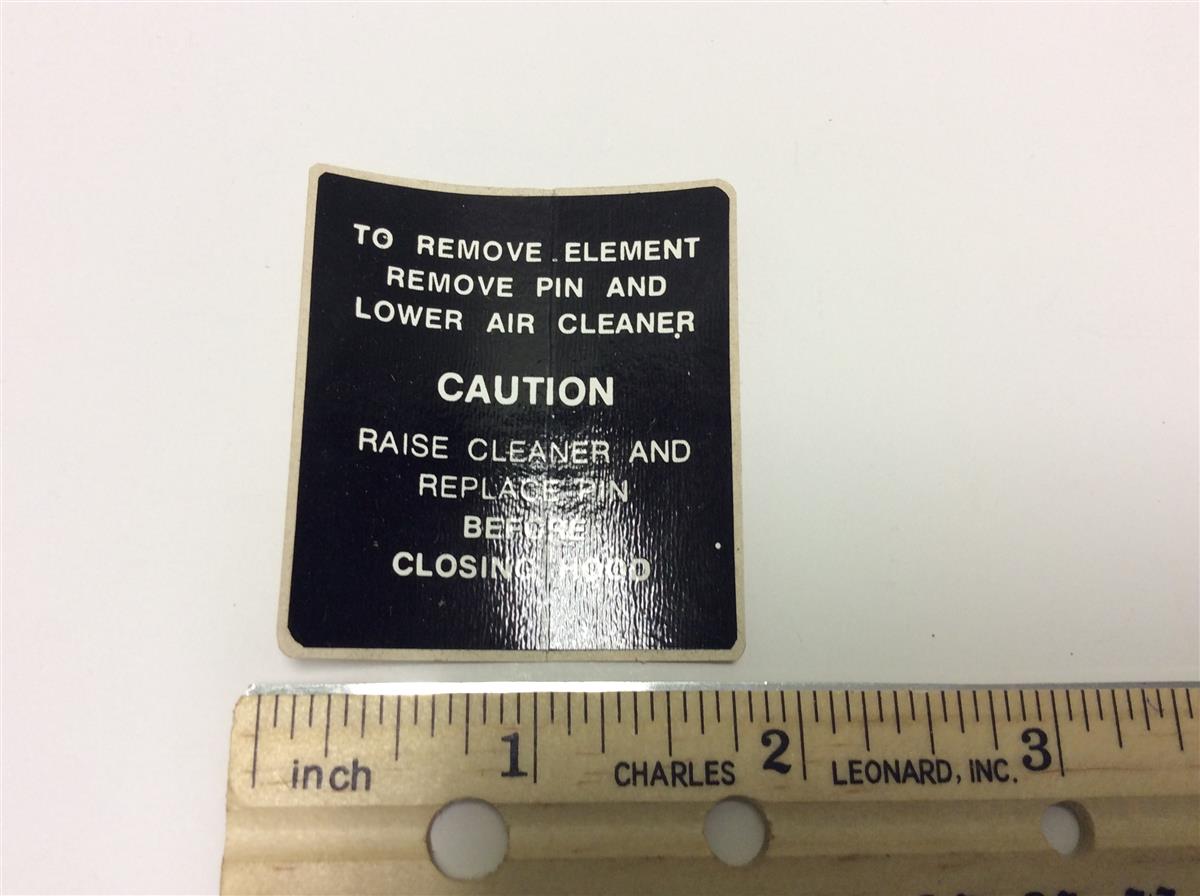 TO REMOVE ELEMENT
REMOVE PIN AND
LOWER AIR CLEANER
CAUTION
RAISE CLEANER AND
REPLACE PIN
BEFORE
CLOSING HOOD
inch 1 CHARLES 2 LEONARD, INC. 3